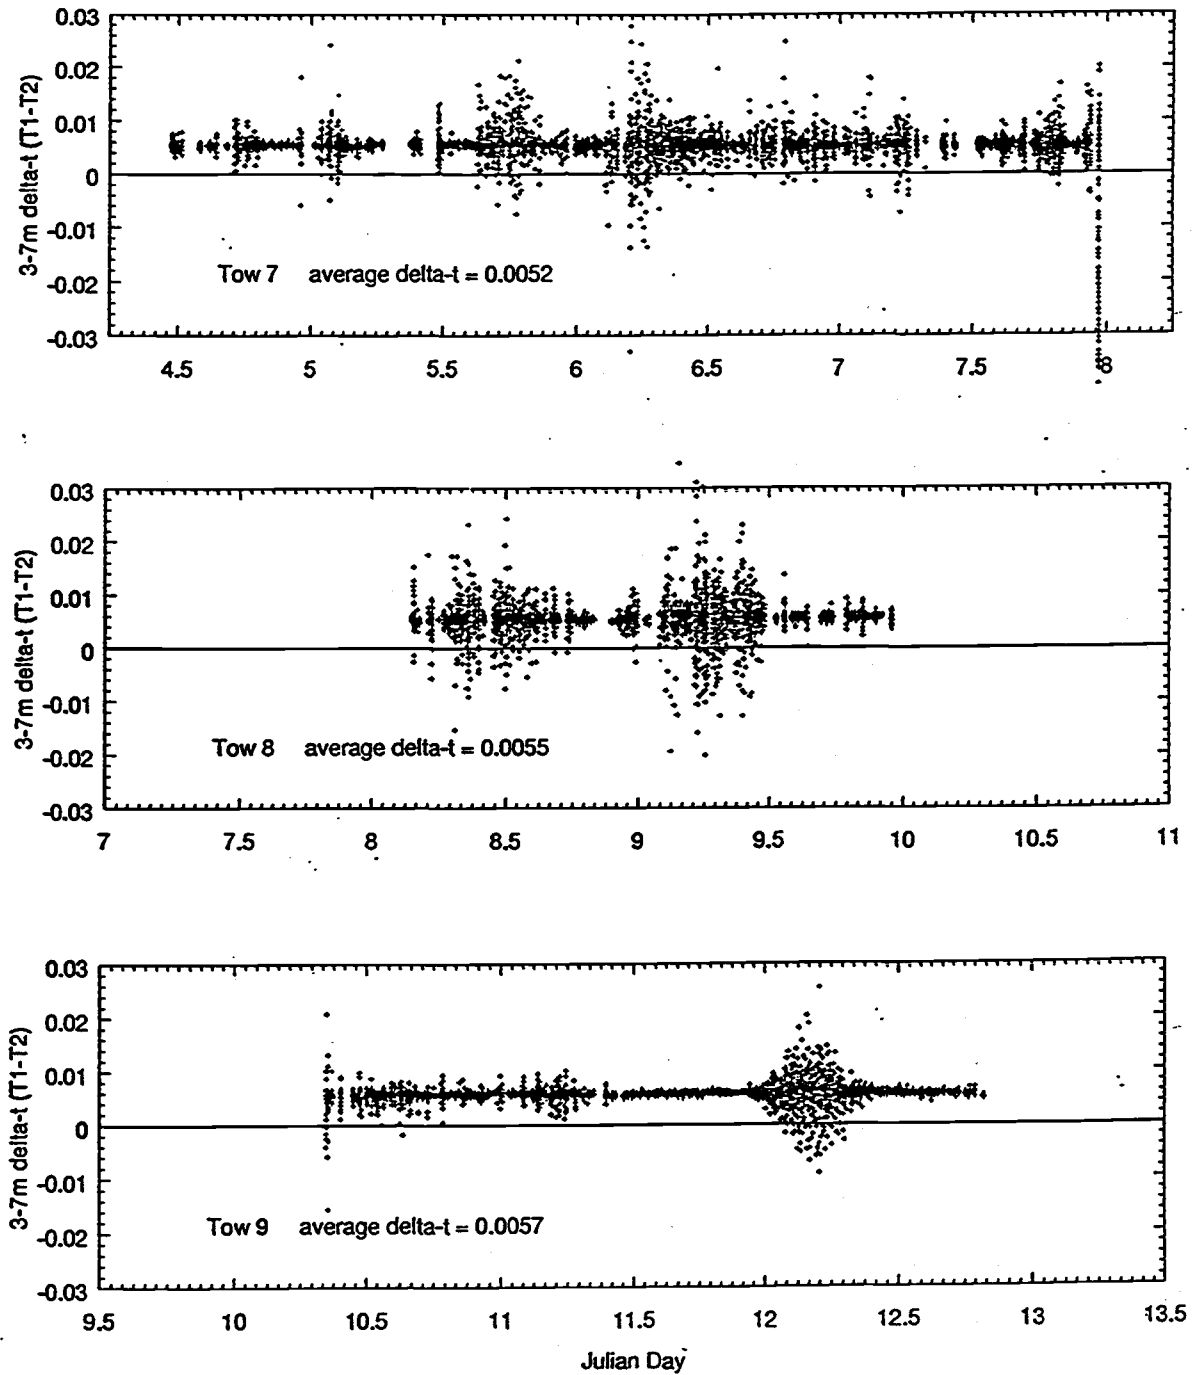 0.03
0.02
0.01
0
-0.01
-0.02
-0.03
3-7m delta-t (T1-T2)
Tow 7 average delta-t = 0.0052
4.5 5 5.5 6 6.5 7 7.5 8
0.03
0.02
0.01
0
-0.01
-0.02
-0.03
3-7m delta-t (T1-T2)
Tow 8 average delta-t = 0.0055
7 7.5 8 8.5 9 9.5 10 10.5 11
0.03
0.02
0.01
0
-0.01
-0.02
-0.03
3-7m delta-t (T1-T2)
Tow 9 average delta-t = 0.0057
9.5 10 10.5 11 11.5 12 12.5 13 13.5
Julian Day